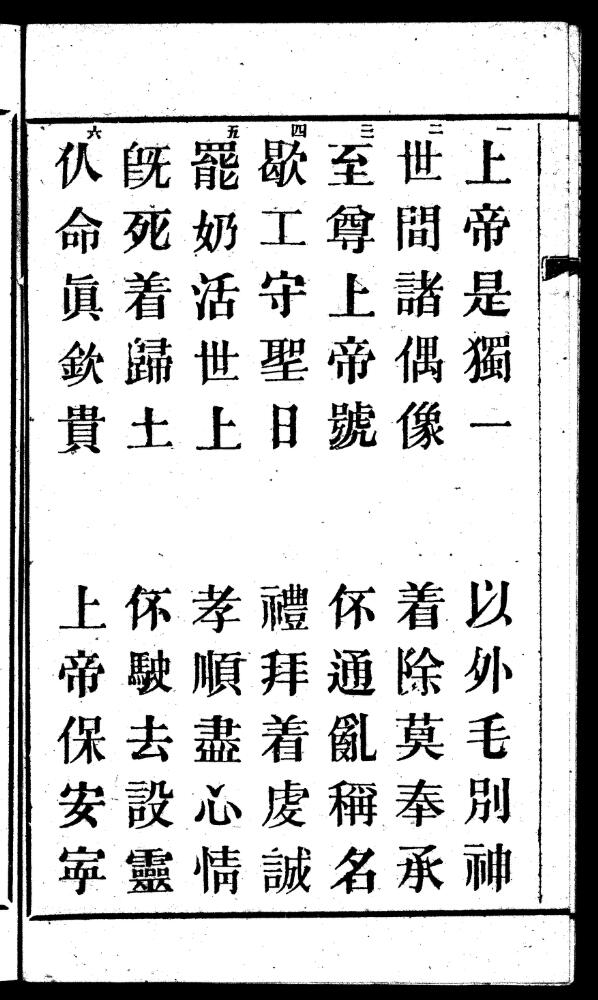 一 上帝是獨一 以外毛別神
二 世間諸偶像 着除莫奉承
三 至尊上帝號 伓通亂稱名
四 歇工守聖日 禮拜着虔誠
五 罷奶活世上 孝順盡心情
旣死着歸土 伓駛去設靈
六 仈命眞欽貴 上帝保安寕